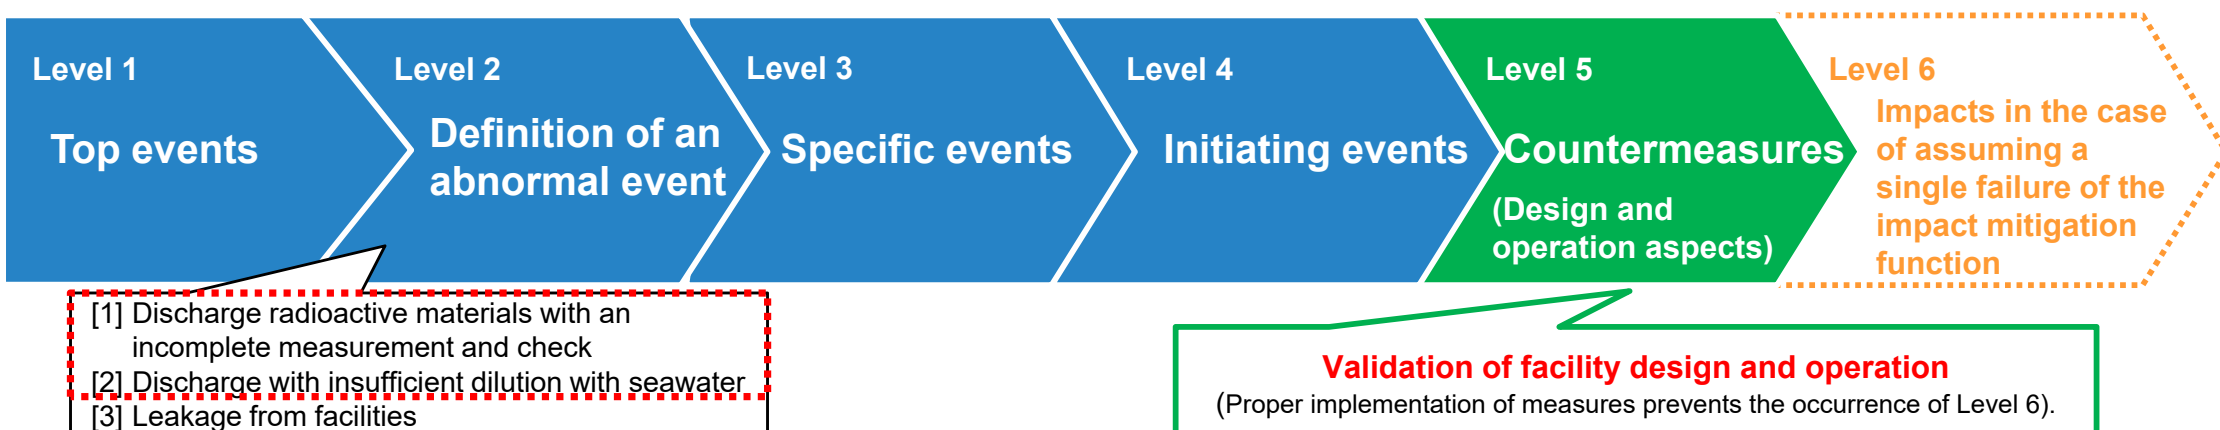 Level 1
Top events
Level 2
Definition of an
abnormal event
Level 3
Specific events
Level 4
Initiating events
Level 5
Countermeasures
(Design and
operation aspects)
Level 6
Impacts in the case
of assuming a
single failure of the
impact mitigation
function
[1] Discharge radioactive materials with an
incomplete measurement and check
[2] Discharge with insufficient dilution with seawater
[3] Leakage from facilities
Validation of facility design and operation
(Proper implementation of measures prevents the occurrence of Level 6).